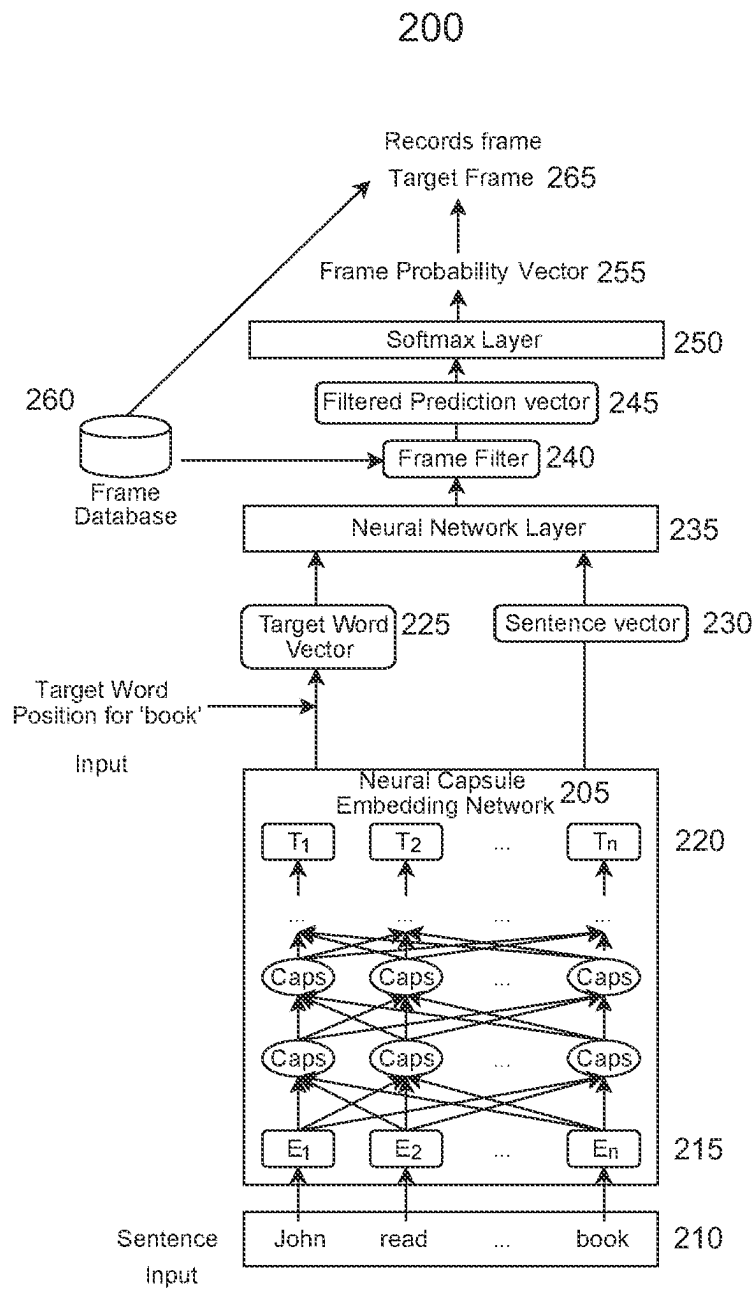 200
Records frame
Target Frame 265
Frame Probability Vector 255
Softmax Layer 250
260
Filtered Prediction vector 245
Frame Filter 240
Frame
Database
Neural Network Layer 235
Target Word
Vector
225
Sentence vector 230
Target Word
Position for 'book'
Input
Neural Capsule
Embedding Network 205
T1 T2 ... Tn 220
... ... ... ...
Caps Caps ... Caps
Caps Caps ... Caps
E1 E2 ... En 215
Sentence
Input
John read ... book 210